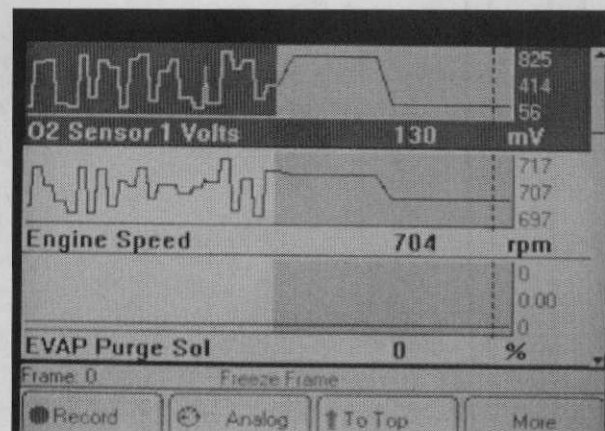 825
414
56
O2 Sensor 1 Volts 130 mV
717
707
697
Engine Speed 704 rpm
0
0.00
0
EVAP Purge Sol 0 %
Frame: 0 Freeze Frame
Record Analog To Top More